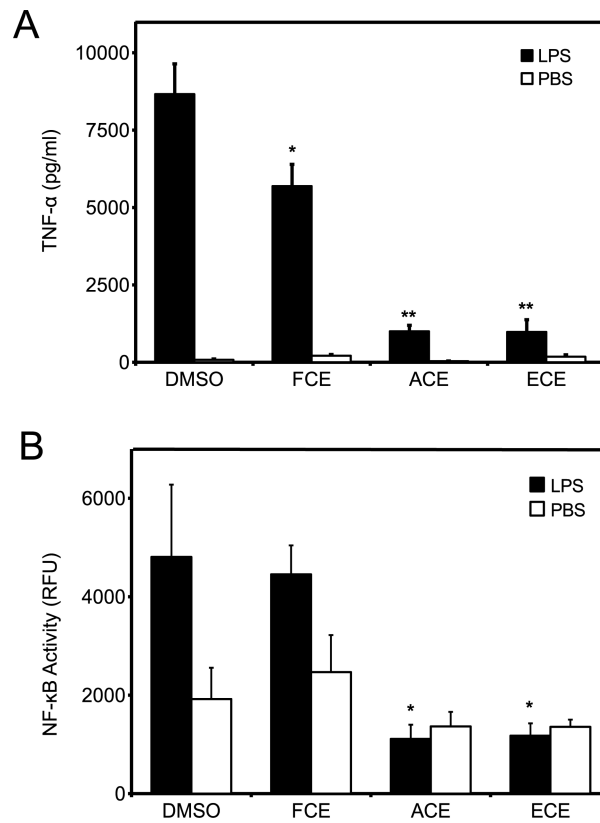 A
10000
7500
5000
2500
0
TNF-α (pg/ml)
LPS
PBS
*
**
**
DMSO FCE ACE ECE
B
6000
4000
2000
0
NF-κB Activity (RFU)
LPS
PBS
*
*
DMSO FCE ACE ECE